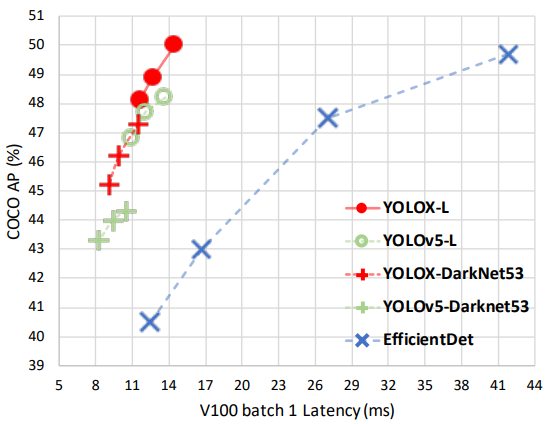 51
50
49
48
47
46
45
44
43
42
41
40
39
COCO AP (%)
YOLOX-L
YOLOv5-L
YOLOX-DarkNet53
YOLOv5-Darknet53
EfficientDet
5 8 11 14 17 20 23 26 29 32 35 38 41 44
V100 batch 1 Latency (ms)